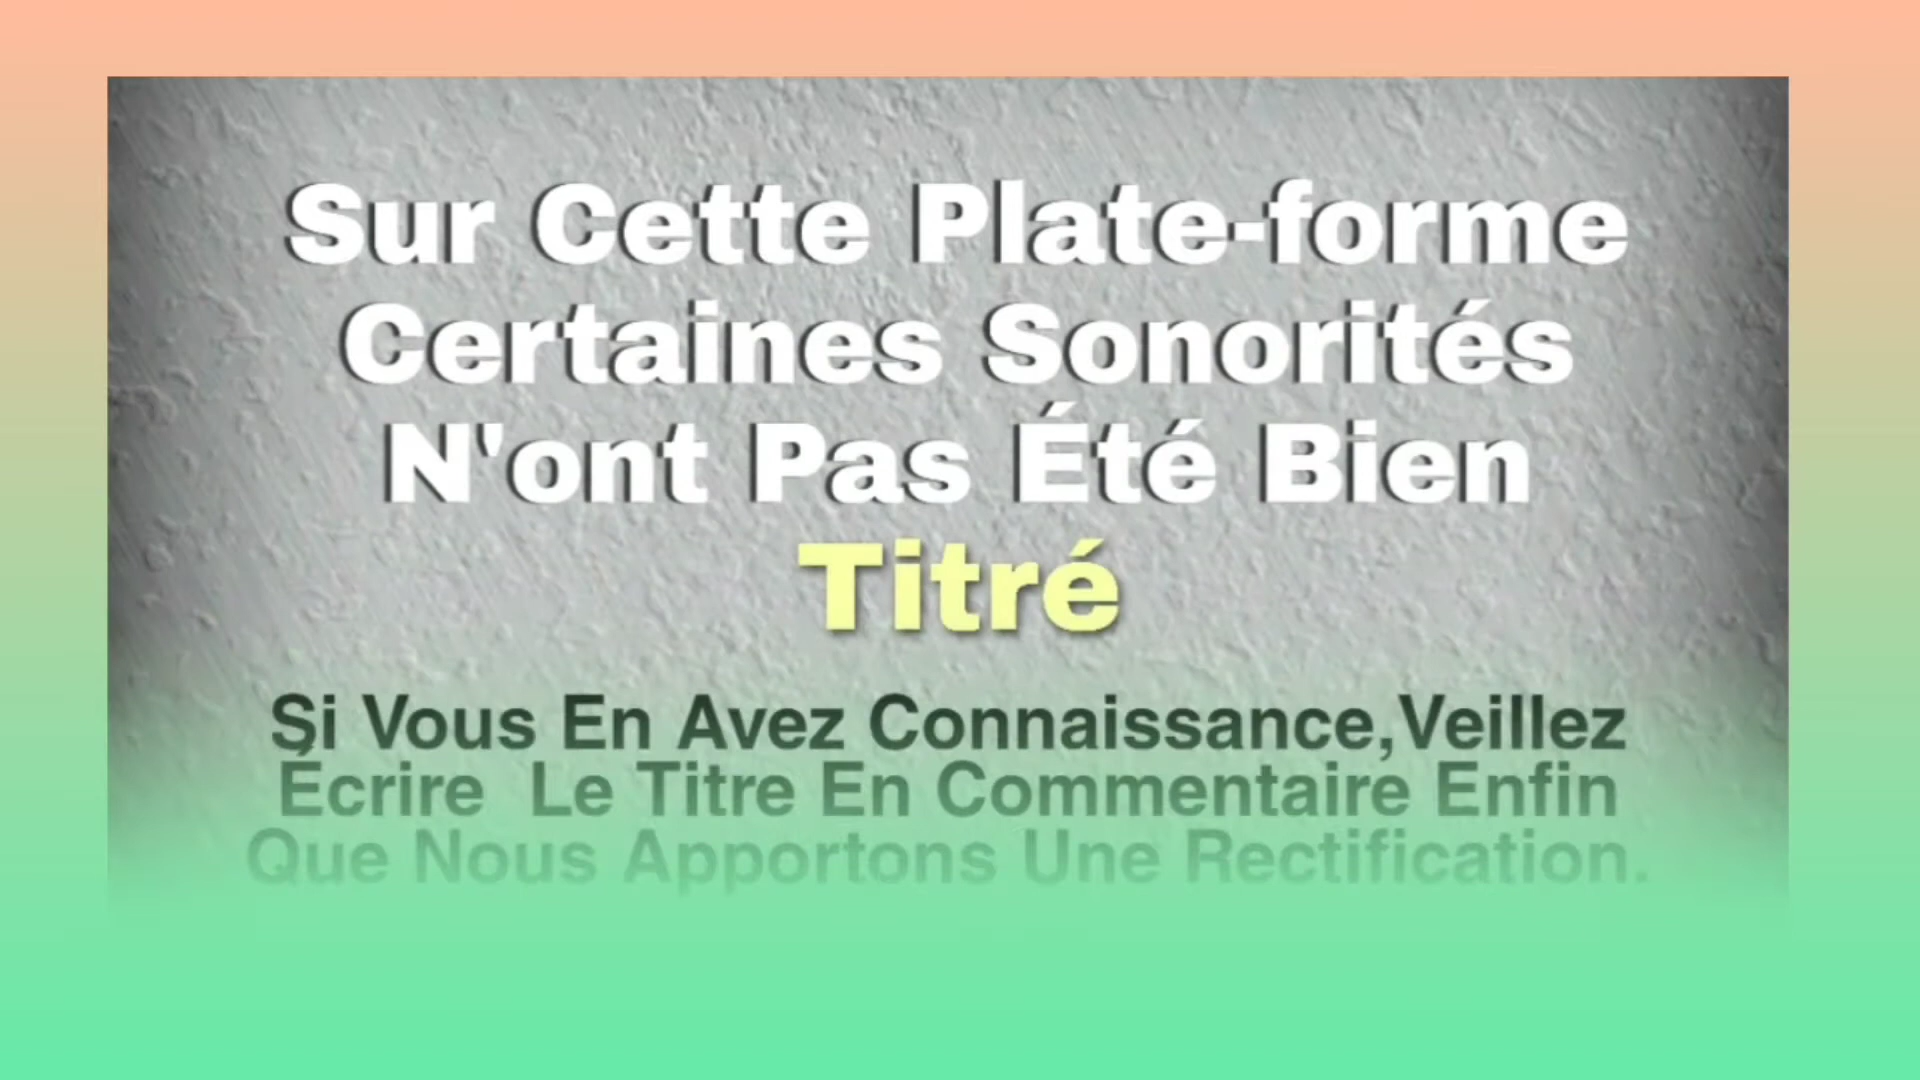 Sur Cette Plate-forme
Certaines Sonorités
N'ont Pas Été Bien
Titré
Si Vous En Avez Connaissance,Veillez
Écrire  Le Titre En Commentaire Enfin
Que Nous Apportons Une Rectification.